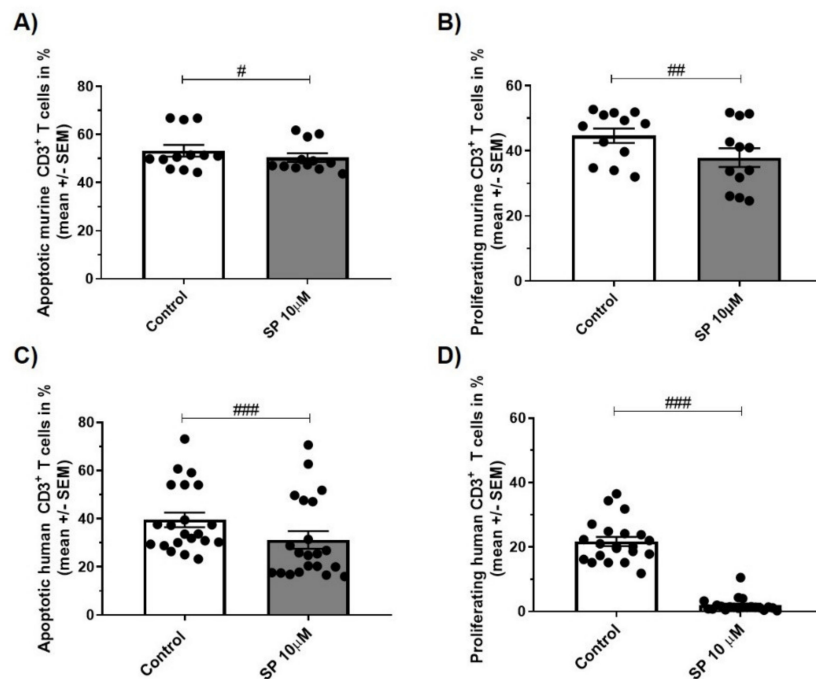 A)
#
Apoptotic murine CD3⁺ T cells in %
(mean +/- SEM)
80
60
40
20
0
Control
SP 10µM
B)
##
Proliferating murine CD3⁺ T cells in %
(mean +/- SEM)
60
40
20
0
Control
SP 10µM
C)
###
Apoptotic human CD3⁺ T cells in %
(mean +/- SEM)
80
60
40
20
0
Control
SP 10µM
D)
###
Proliferating human CD3⁺ T cells in %
(mean +/- SEM)
60
40
20
0
Control
SP 10 µM